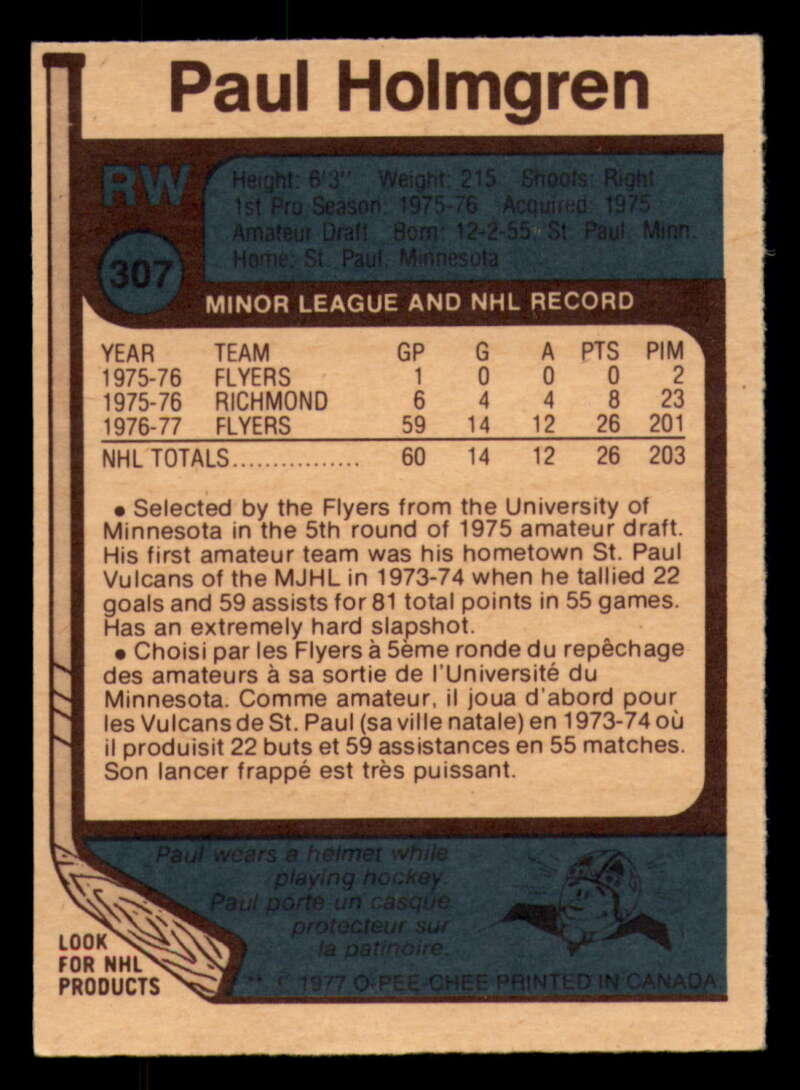 Paul Holmgren
RW
Height: 6'3" Weight: 215 Shoots: Right
1st Pro Season: 1975-76 Acquired: 1975
Amateur Draft Born: 12-2-55, St. Paul, Minn.
Home: St. Paul, Minnesota
307
MINOR LEAGUE AND NHL RECORD
YEAR TEAM GP G A PTS PIM
1975-76 FLYERS 1 0 0 0 2
1975-76 RICHMOND 6 4 4 8 23
1976-77 FLYERS 59 14 12 26 201
NHL TOTALS................ 60 14 12 26 203
• Selected by the Flyers from the University of
Minnesota in the 5th round of 1975 amateur draft.
His first amateur team was his hometown St. Paul
Vulcans of the MJHL in 1973-74 when he tallied 22
goals and 59 assists for 81 total points in 55 games.
Has an extremely hard slapshot.
• Choisi par les Flyers à 5ème ronde du repêchage
des amateurs à sa sortie de l'Université du
Minnesota. Comme amateur, il joua d'abord pour
les Vulcans de St. Paul (sa ville natale) en 1973-74 où
il produisit 22 buts et 59 assistances en 55 matches.
Son lancer frappé est très puissant.
Paul wears a helmet while
playing hockey.
Paul porte un casque
protecteur sur
la patinoire.
LOOK
FOR NHL
PRODUCTS
** © 1977 O-PEE-CHEE PRINTED IN CANADA